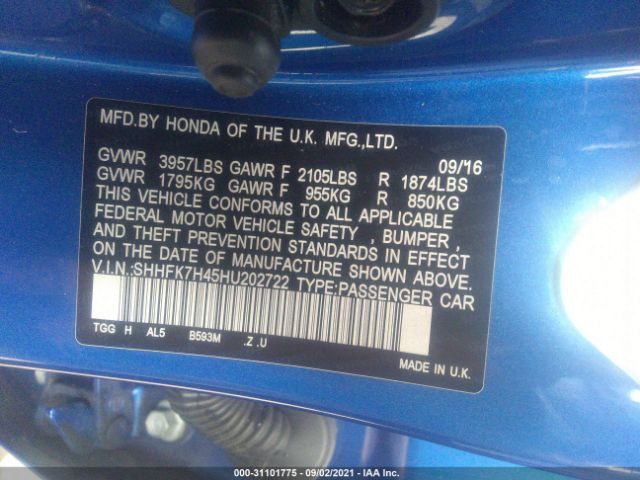 MFD.BY HONDA OF THE U.K. MFG.,LTD.
09/16
GVWR 3957LBS GAWR F 2105LBS R 1874LBS
GVWR 1795KG GAWR F 955KG R 850KG
THIS VEHICLE CONFORMS TO ALL APPLICABLE
FEDERAL MOTOR VEHICLE SAFETY , BUMPER ,
AND THEFT PREVENTION STANDARDS IN EFFECT
ON THE DATE OF MANUFACTURE SHOWN ABOVE.
V.I.N.:SHHFK7H45HU202722 TYPE:PASSENGER CAR
TGG H AL5 B593M .Z .U
MADE IN U.K.
000-31101775 - 09/02/2021 - IAA Inc.